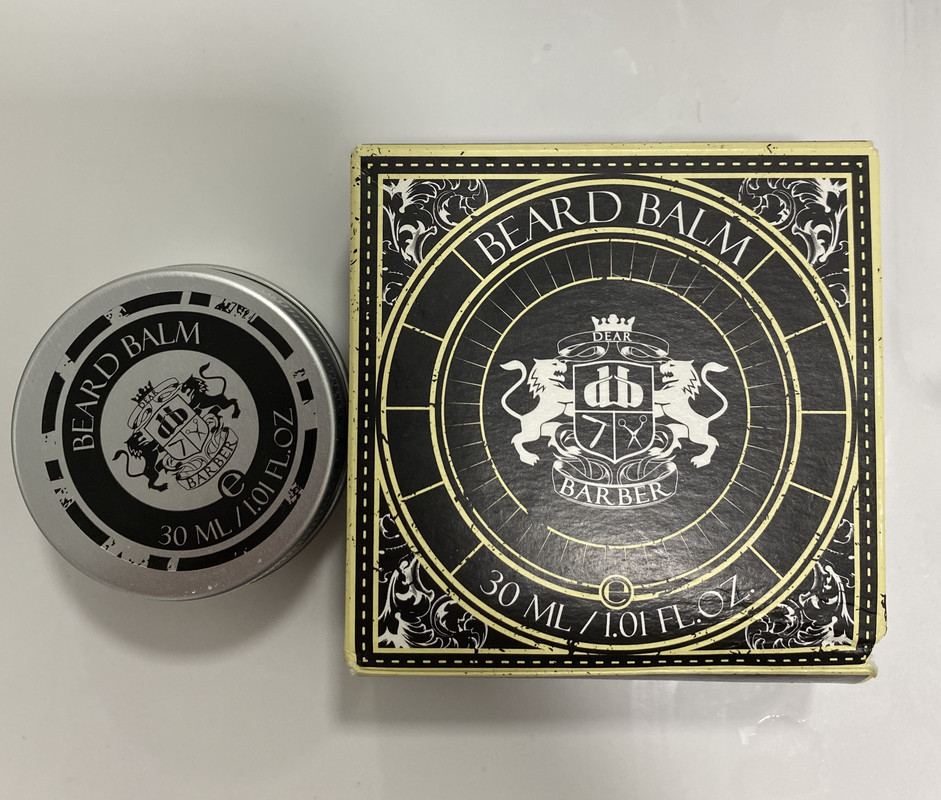 BEARD BALM
DEAR
db
BARBER
e
30 ML / 1.01 FL.OZ
BEARD BALM
DEAR
db
7
BARBER
e
30 ML / 1.01 FL.OZ.